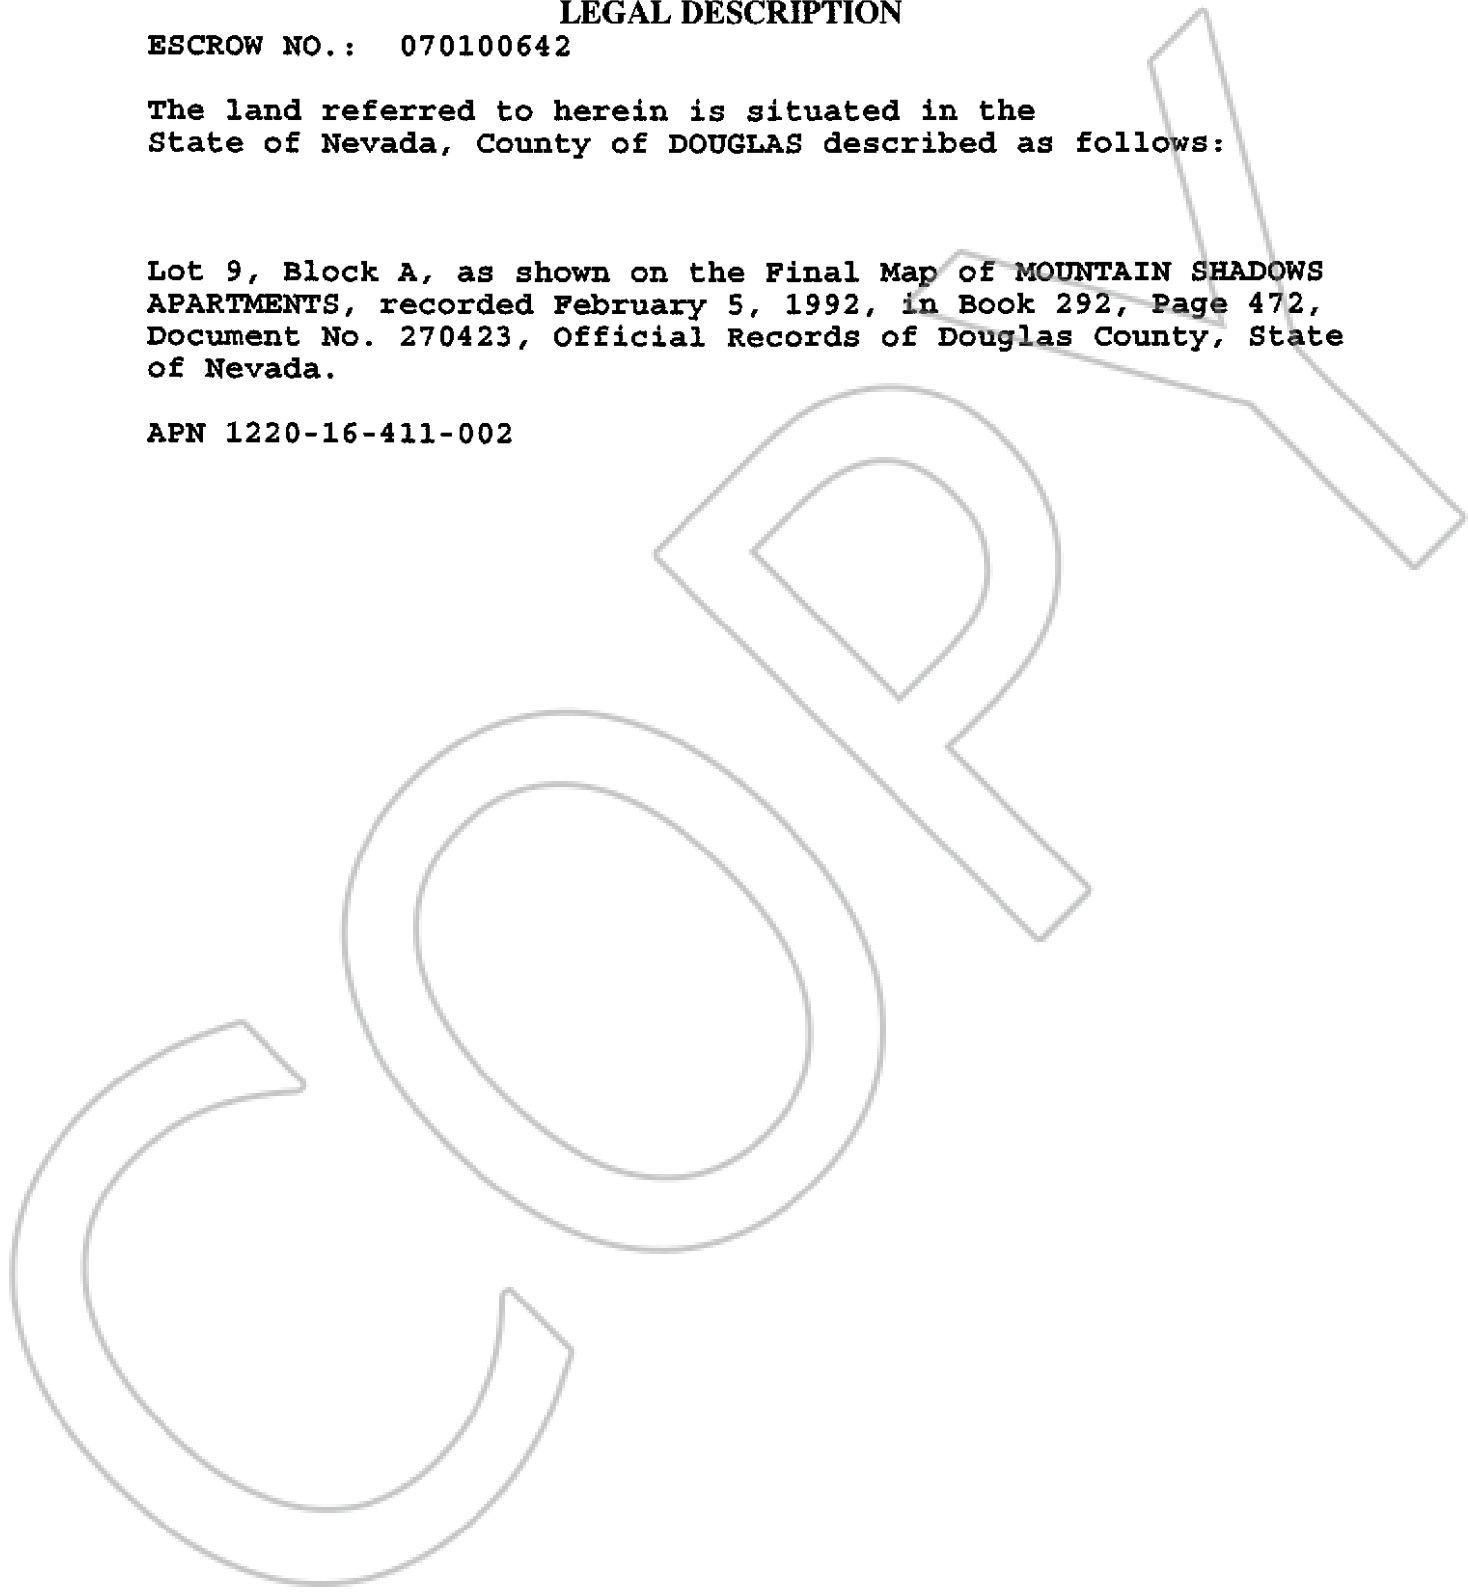 LEGAL DESCRIPTION
ESCROW NO.: 070100642
The land referred to herein is situated in the
State of Nevada, County of DOUGLAS described as follows:
Lot 9, Block A, as shown on the Final Map of MOUNTAIN SHADOWS
APARTMENTS, recorded February 5, 1992, in Book 292, Page 472,
Document No. 270423, Official Records of Douglas County, State
of Nevada.
APN 1220-16-411-002
COPY